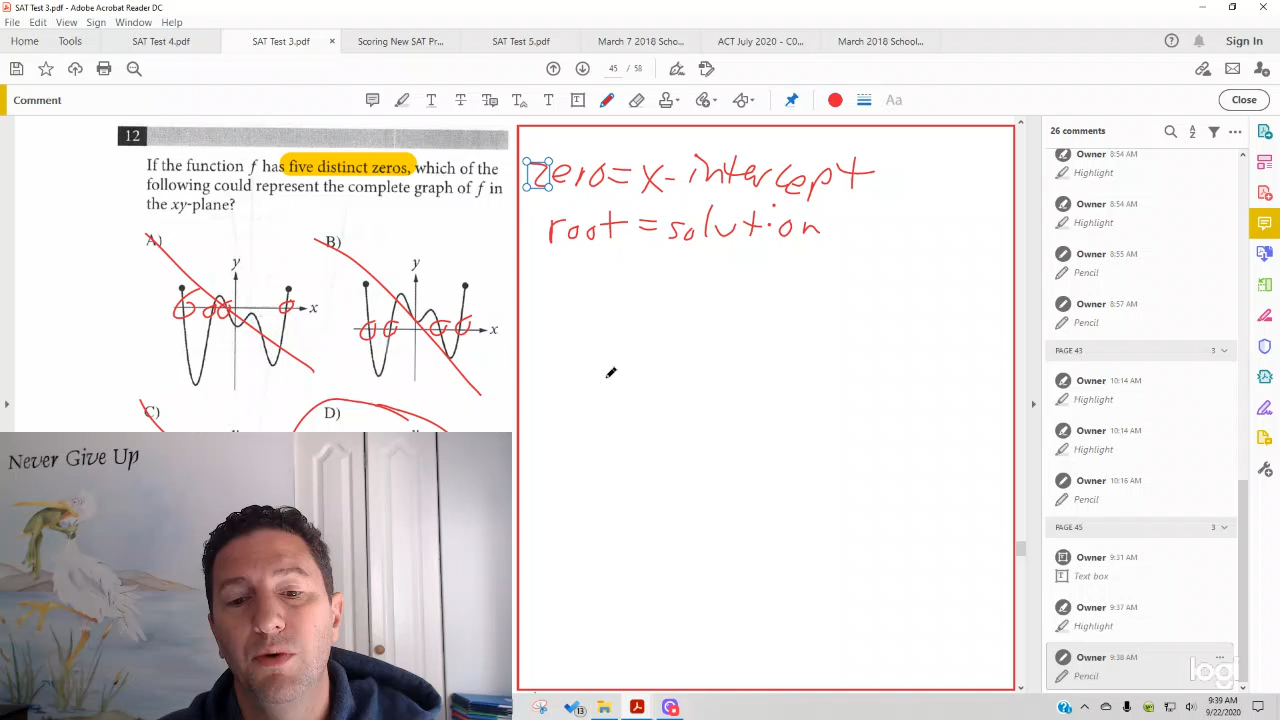 SAT Test 3.pdf - Adobe Acrobat Reader DC
File Edit View Sign Window Help
Home Tools SAT Test 4.pdf SAT Test 3.pdf × Scoring New SAT Pr... SAT Test 5.pdf March 7 2018 Scho... ACT July 2020 - C0... March 2018 School... Sign In
45 / 58
Comment
Aa
Close
26 comments
12
If the function f has five distinct zeros, which of the
following could represent the complete graph of f in
the xy-plane?
A)
B)
y
y
x
x
C)
D)
zero = x-intercept
root = solution
Never Give Up
Owner 8:54 AM
Highlight
Owner 8:54 AM
Highlight
Owner 8:55 AM
Pencil
Owner 8:57 AM
Pencil
PAGE 43 3
Owner 10:14 AM
Highlight
Owner 10:14 AM
Highlight
Owner 10:16 AM
Pencil
PAGE 45 3
Owner 9:31 AM
Text box
Owner 9:37 AM
Highlight
Owner 9:38 AM
Pencil
logi
13
9:39 AM
9/22/2020